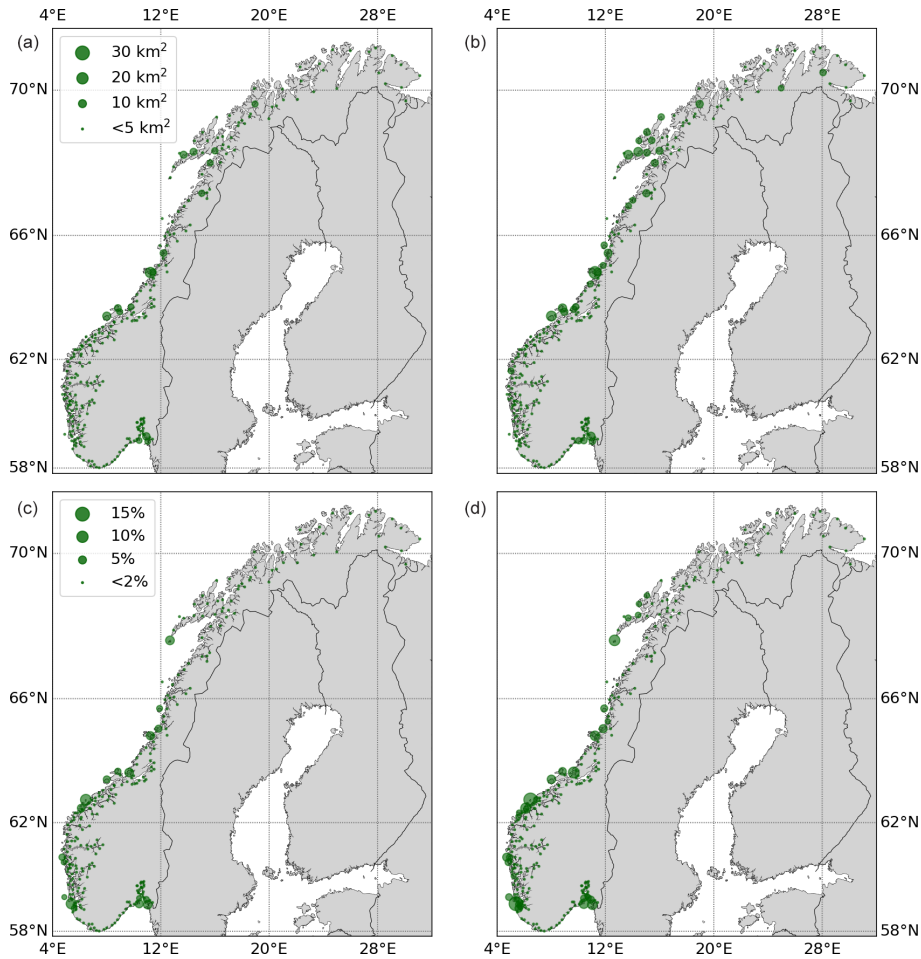 4°E 12°E 20°E 28°E 4°E 12°E 20°E 28°E
(a) (b)
30 km²
20 km²
10 km²
<5 km²
70°N 70°N
66°N 66°N
62°N 62°N
58°N 58°N
(c) (d)
15%
10%
5%
<2%
70°N 70°N
66°N 66°N
62°N 62°N
58°N 58°N
4°E 12°E 20°E 28°E 4°E 12°E 20°E 28°E